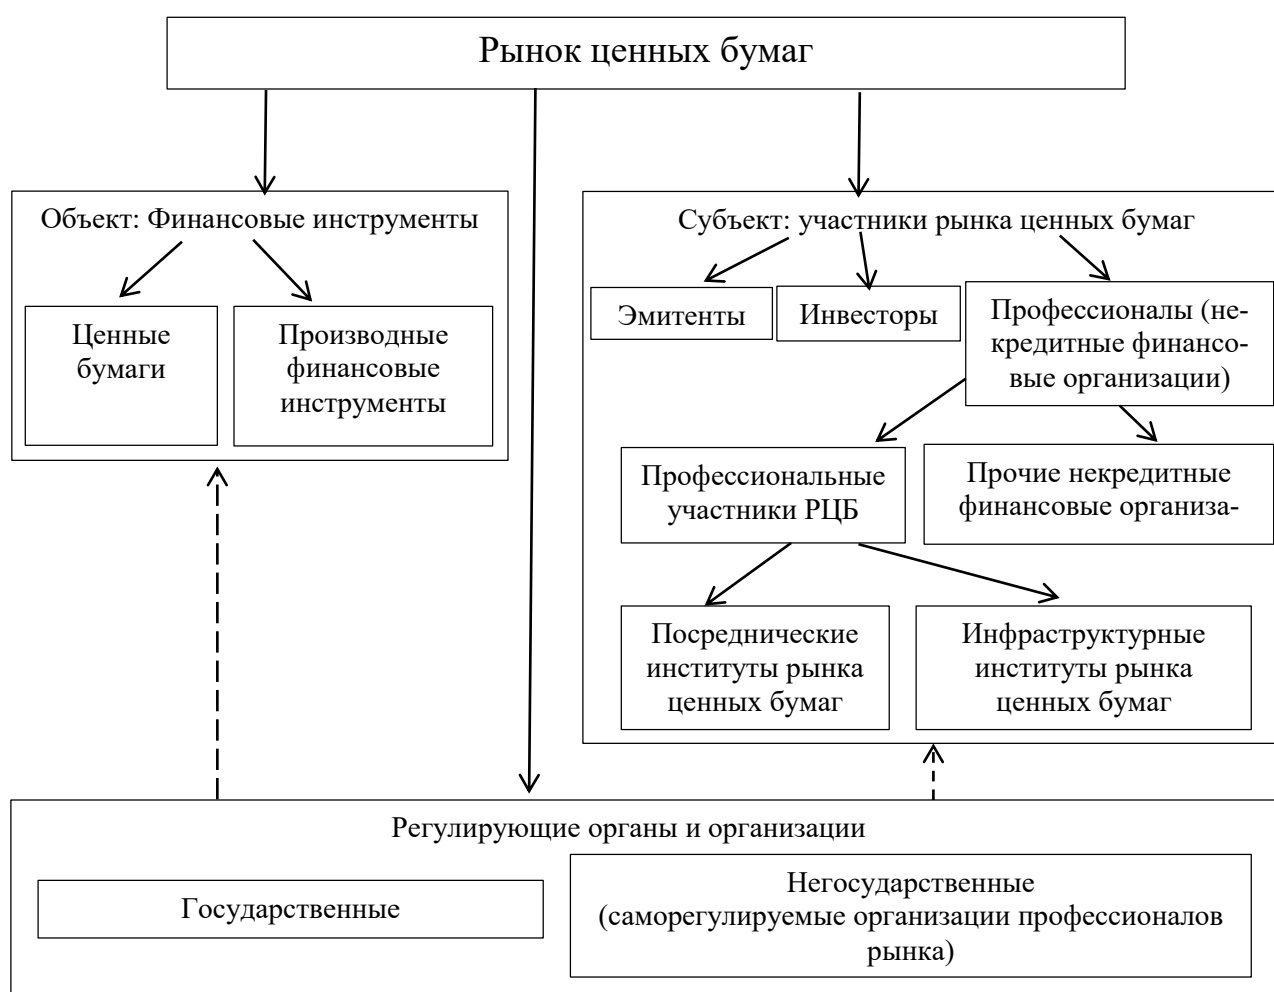 Рынок ценных бумаг
Объект: Финансовые инструменты
Ценные
бумаги
Производные
финансовые
инструменты
Субъект: участники рынка ценных бумаг
Эмитенты
Инвесторы
Профессионалы (не-
кредитные финансо-
вые организации)
Профессиональные
участники РЦБ
Прочие некредитные
финансовые организа-
Посреднические
институты рынка
ценных бумаг
Инфраструктурные
институты рынка
ценных бумаг
Регулирующие органы и организации
Государственные
Негосударственные
(саморегулируемые организации профессионалов
рынка)